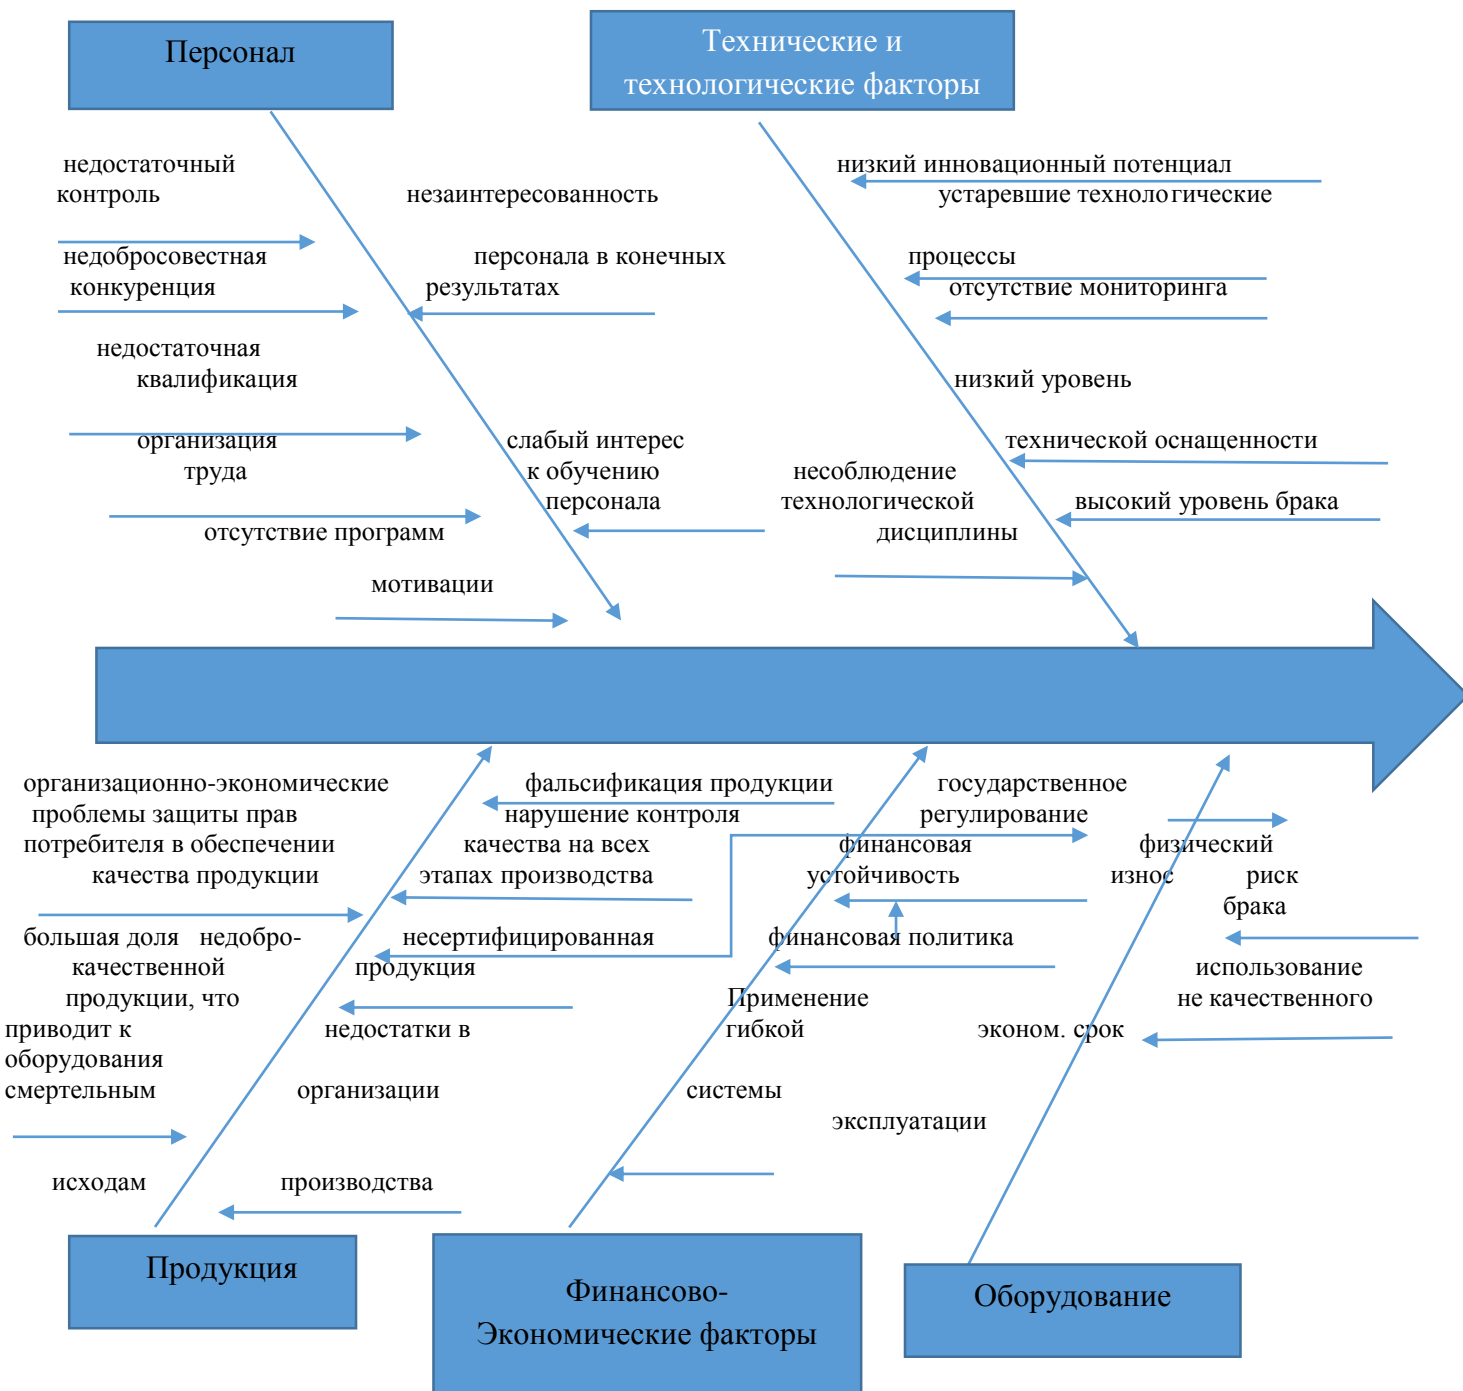 Персонал
Технические и
технологические факторы
недостаточный
контроль
незаинтересованность
низкий инновационный потенциал
устаревшие технологические
недобросовестная
конкуренция
персонала в конечных
результатах
процессы
отсутствие мониторинга
недостаточная
квалификация
низкий уровень
организация
труда
слабый интерес
к обучению
персонала
несоблюдение
технологической
дисциплины
технической оснащенности
высокий уровень брака
отсутствие программ
мотивации
организационно-экономические
проблемы защиты прав
потребителя в обеспечении
качества продукции
фальсификация продукции
нарушение контроля
качества на всех
этапах производства
государственное
регулирование
финансовая
устойчивость
физический
износ риск
брака
большая доля недобро-
качественной
продукции, что
приводит к
оборудования
смертельным
исходам
несертифицированная
продукция
недостатки в
организации
производства
финансовая политика
Применение
гибкой
системы
использование
не качественного
эконом. срок
эксплуатации
Продукция
Финансово-
Экономические факторы
Оборудование